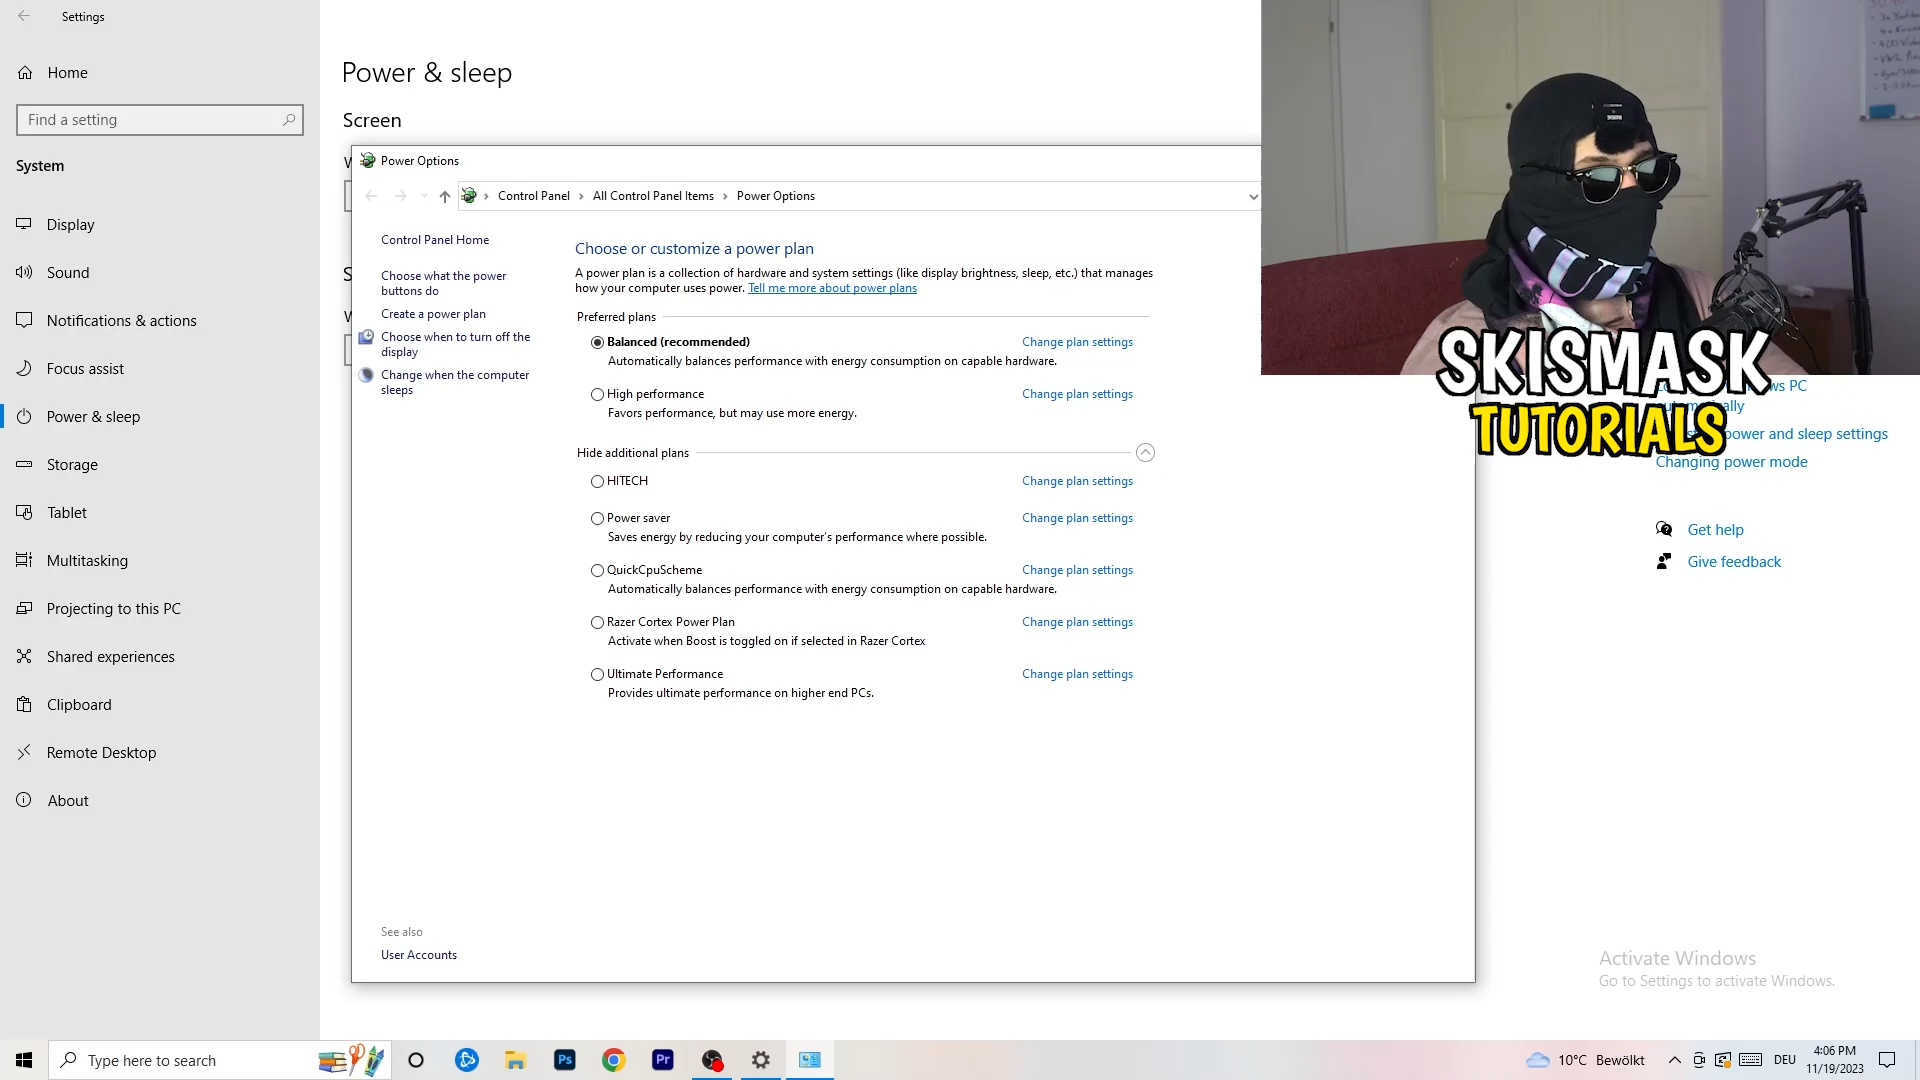 Settings
Home
Find a setting
System
Display
Sound
Notifications & actions
Focus assist
Power & sleep
Storage
Tablet
Multitasking
Projecting to this PC
Shared experiences
Clipboard
Remote Desktop
About
Power & sleep
Screen
Power Options
Control Panel
All Control Panel Items
Power Options
Control Panel Home
Choose what the power
buttons do
Create a power plan
Choose when to turn off the
display
Change when the computer
sleeps
See also
User Accounts
Choose or customize a power plan
A power plan is a collection of hardware and system settings (like display brightness, sleep, etc.) that manages
how your computer uses power. Tell me more about power plans
Preferred plans
Balanced (recommended) Change plan settings
Automatically balances performance with energy consumption on capable hardware.
High performance Change plan settings
Favors performance, but may use more energy.
Hide additional plans
HITECH Change plan settings
Power saver Change plan settings
Saves energy by reducing your computer's performance where possible.
QuickCpuScheme Change plan settings
Automatically balances performance with energy consumption on capable hardware.
Razer Cortex Power Plan Change plan settings
Activate when Boost is toggled on if selected in Razer Cortex
Ultimate Performance Change plan settings
Provides ultimate performance on higher end PCs.
SKISMASK
TUTORIALS
PC
power and sleep settings
Changing power mode
Get help
Give feedback
Activate Windows
Go to Settings to activate Windows.
Type here to search
Ps
Pr
10°C Bewölkt
DEU
4:06 PM
11/19/2023